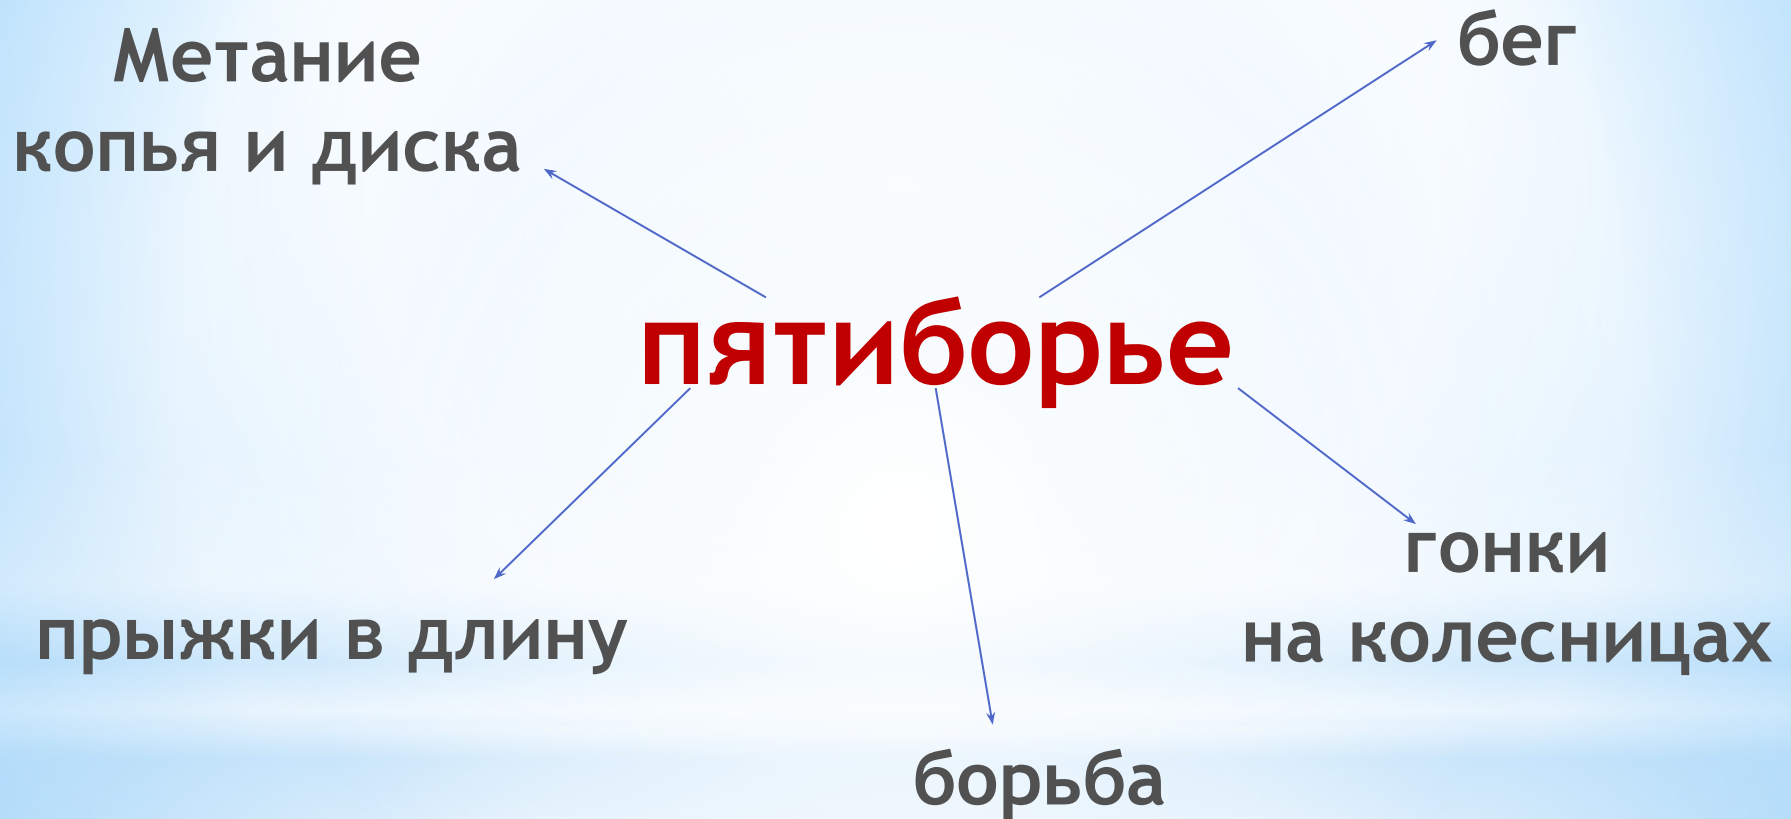 Метание
копья и диска
бег
пятиборье
прыжки в длину
гонки
на колесницах
борьба